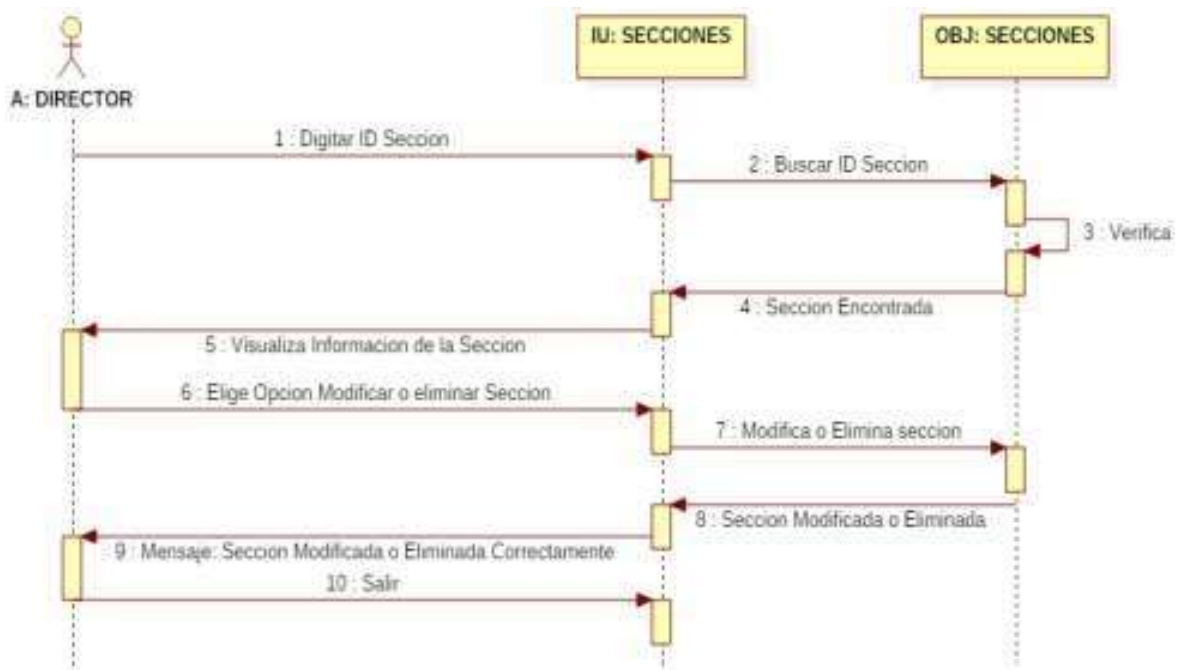 IU: SECCIONES
OBJ: SECCIONES
A: DIRECTOR
1 : Digitar ID Seccion
2 : Buscar ID Seccion
3 : Verifica
4 : Seccion Encontrada
5 : Visualiza Informacion de la Seccion
6 : Elige Opcion Modificar o eliminar Seccion
7 : Modifica o Elimina seccion
8 : Seccion Modificada o Eliminada
9 : Mensaje: Seccion Modificada o Eliminada Correctamente
10 : Salir